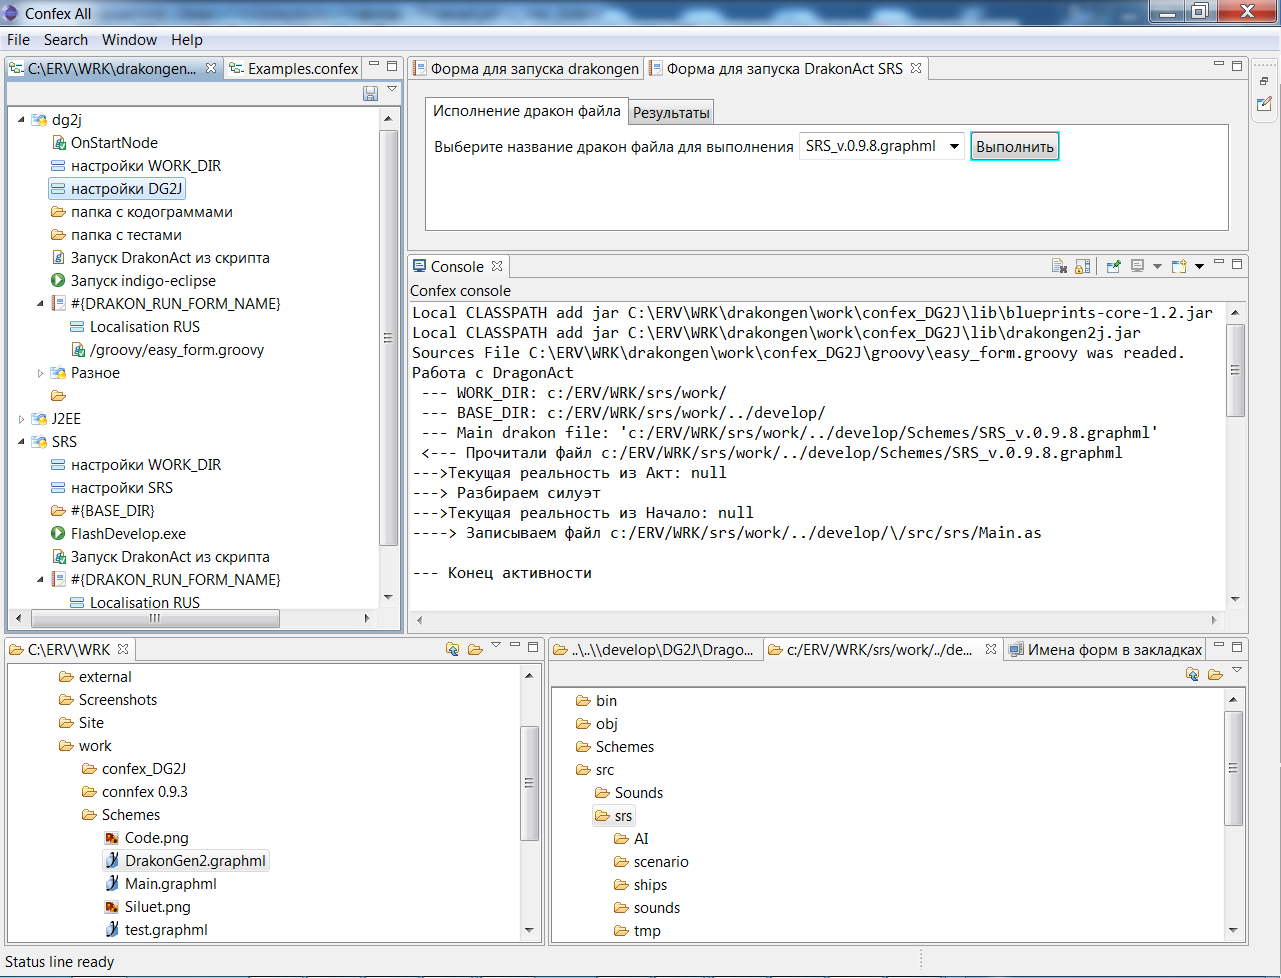 Confex All
File Search Window Help
C:\ERV\WRK\drakongen...
Examples.confex
dg2j
OnStartNode
настройки WORK_DIR
настройки DG2J
папка с кодограммами
папка с тестами
Запуск DrakonAct из скрипта
Запуск indigo-eclipse
#{DRAKON_RUN_FORM_NAME}
Localisation RUS
/groovy/easy_form.groovy
Разное
J2EE
SRS
настройки WORK_DIR
настройки SRS
#{BASE_DIR}
FlashDevelop.exe
Запуск DrakonAct из скрипта
#{DRAKON_RUN_FORM_NAME}
Localisation RUS
Форма для запуска drakongen
Форма для запуска DrakonAct SRS
Исполнение дракон файла
Результаты
Выберите название дракон файла для выполнения SRS_v.0.9.8.graphml Выполнить
Console
Confex console
Local CLASSPATH add jar C:\ERV\WRK\drakongen\work\confex_DG2J\lib\blueprints-core-1.2.jar
Local CLASSPATH add jar C:\ERV\WRK\drakongen\work\confex_DG2J\lib\drakongen2j.jar
Sources File C:\ERV\WRK\drakongen\work\confex_DG2J\groovy\easy_form.groovy was readed.
Работа с DragonAct
--- WORK_DIR: c:/ERV/WRK/srs/work/
--- BASE_DIR: c:/ERV/WRK/srs/work/../develop/
--- Main drakon file: 'c:/ERV/WRK/srs/work/../develop/Schemes/SRS_v.0.9.8.graphml'
<--- Прочитали файл c:/ERV/WRK/srs/work/../develop/Schemes/SRS_v.0.9.8.graphml
--->Текущая реальность из Акт: null
---> Разбираем силуэт
--->Текущая реальность из Начало: null
----> Записываем файл c:/ERV/WRK/srs/work/../develop/\/src/srs/Main.as
--- Конец активности
C:\ERV\WRK
external
Screenshots
Site
work
confex_DG2J
connfex 0.9.3
Schemes
Code.png
DrakonGen2.graphml
Main.graphml
Siluet.png
test.graphml
..\..\\develop\DG2J\Drago...
c:/ERV/WRK/srs/work/../de...
Имена форм в закладках
bin
obj
Schemes
src
Sounds
srs
AI
scenario
ships
sounds
tmp
Status line ready